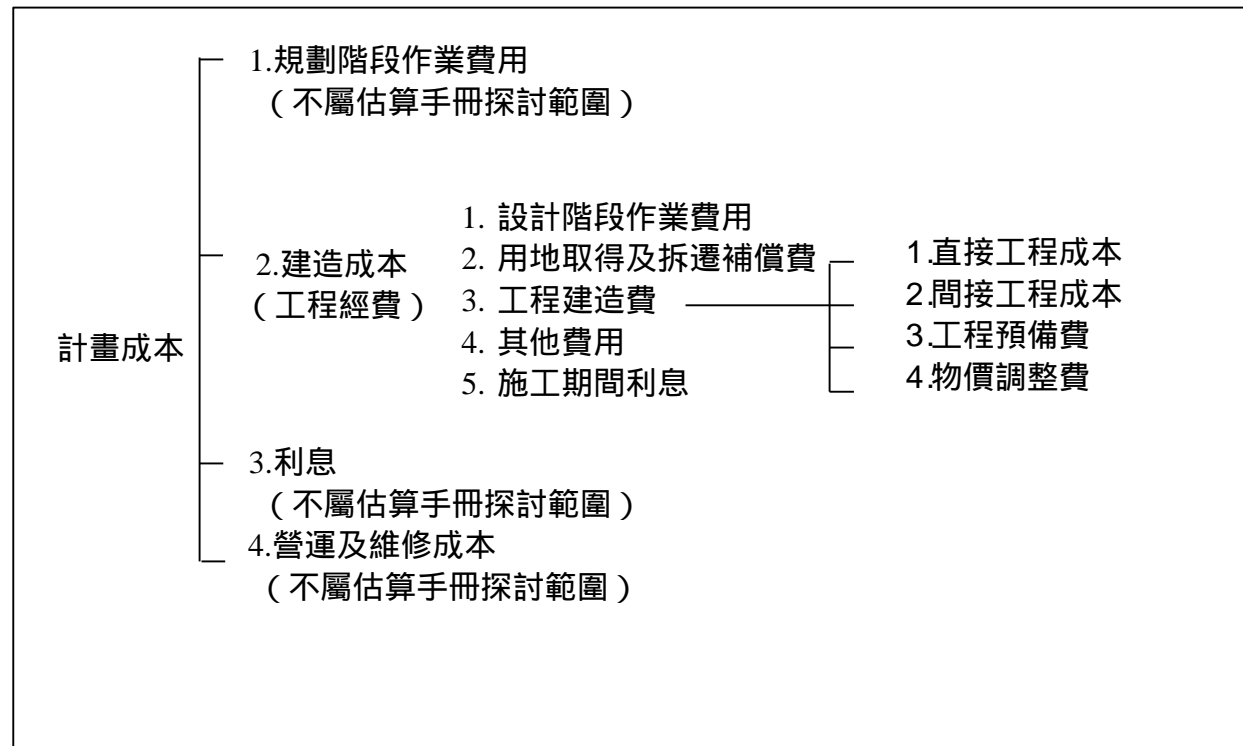 計畫成本
1.規劃階段作業費用
（不屬估算手冊探討範圍）
2.建造成本
（工程經費）
1. 設計階段作業費用
2. 用地取得及拆遷補償費
3. 工程建造費
4. 其他費用
5. 施工期間利息
1.直接工程成本
2.間接工程成本
3.工程預備費
4.物價調整費
3.利息
（不屬估算手冊探討範圍）
4.營運及維修成本
（不屬估算手冊探討範圍）